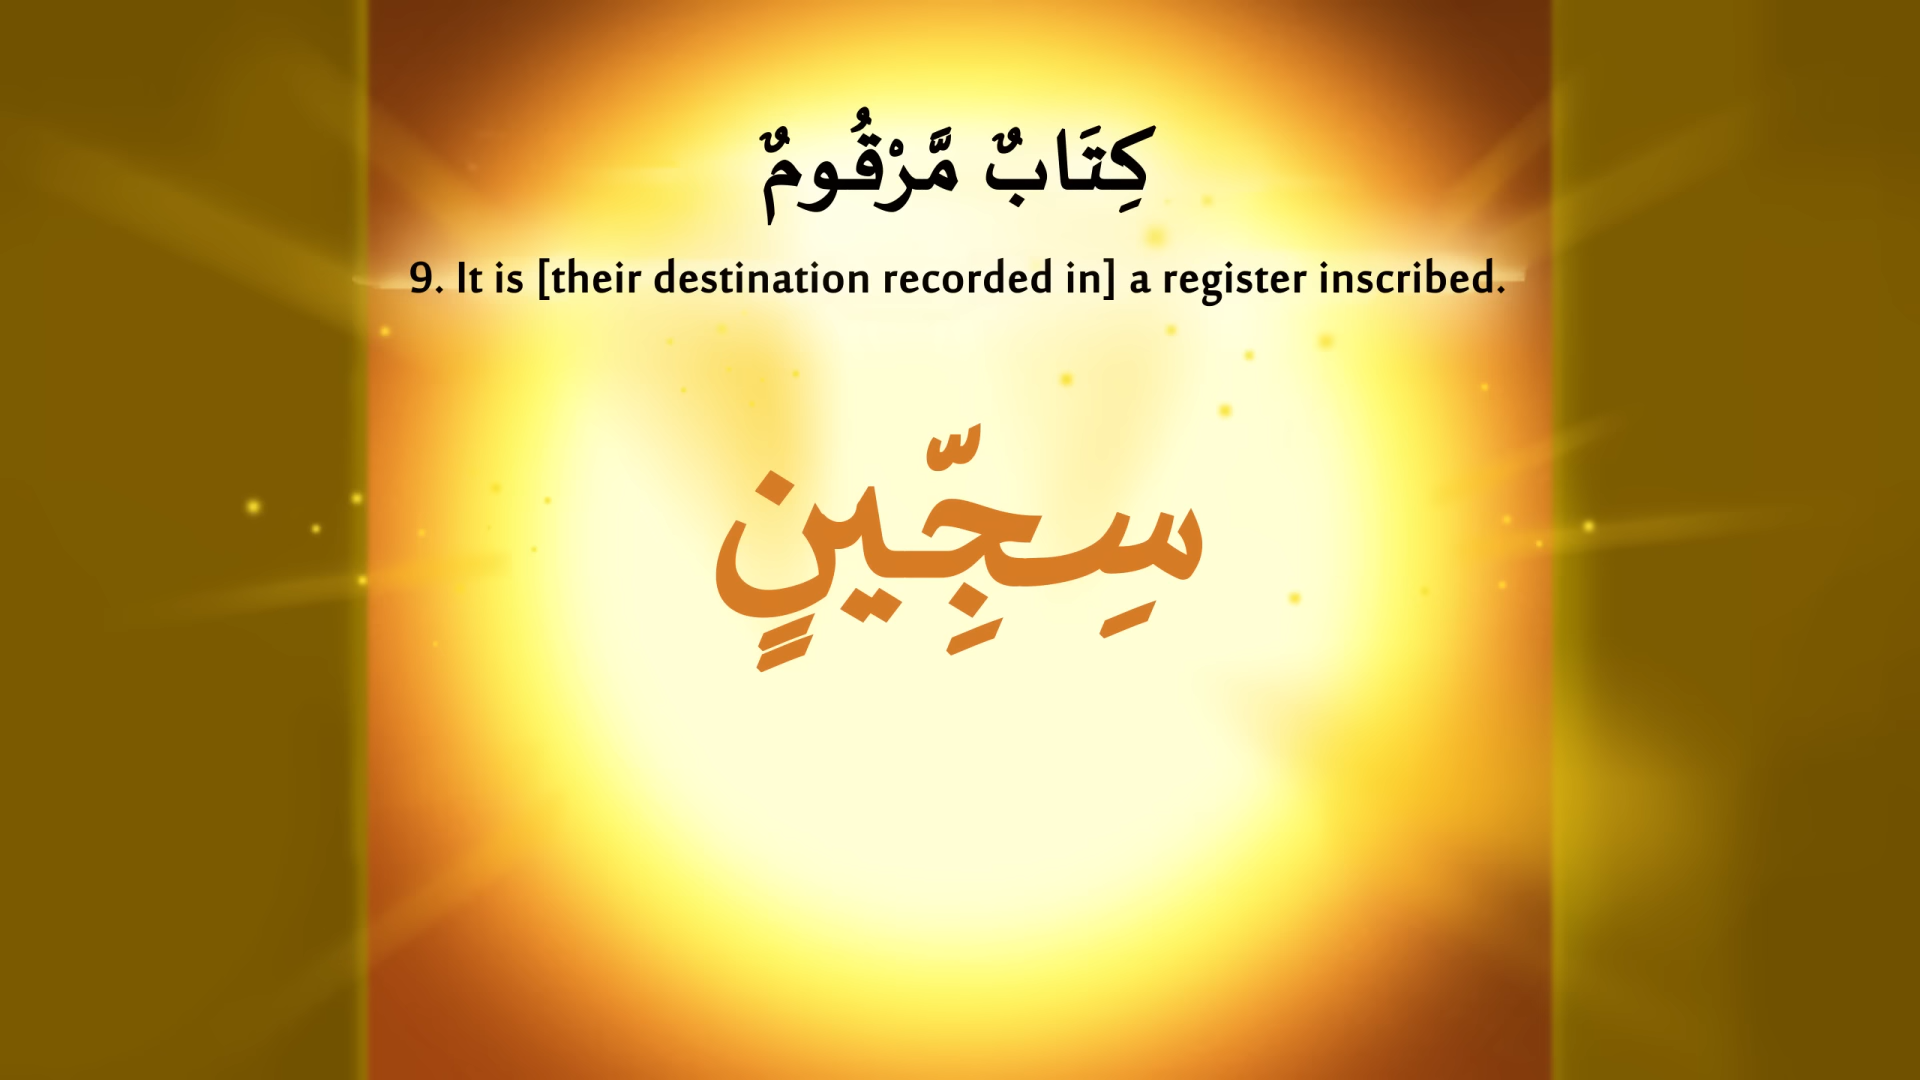 كِتَابٌ مَّرْقُومٌ
9. It is [their destination recorded in] a register inscribed.
سِجِّينٍ